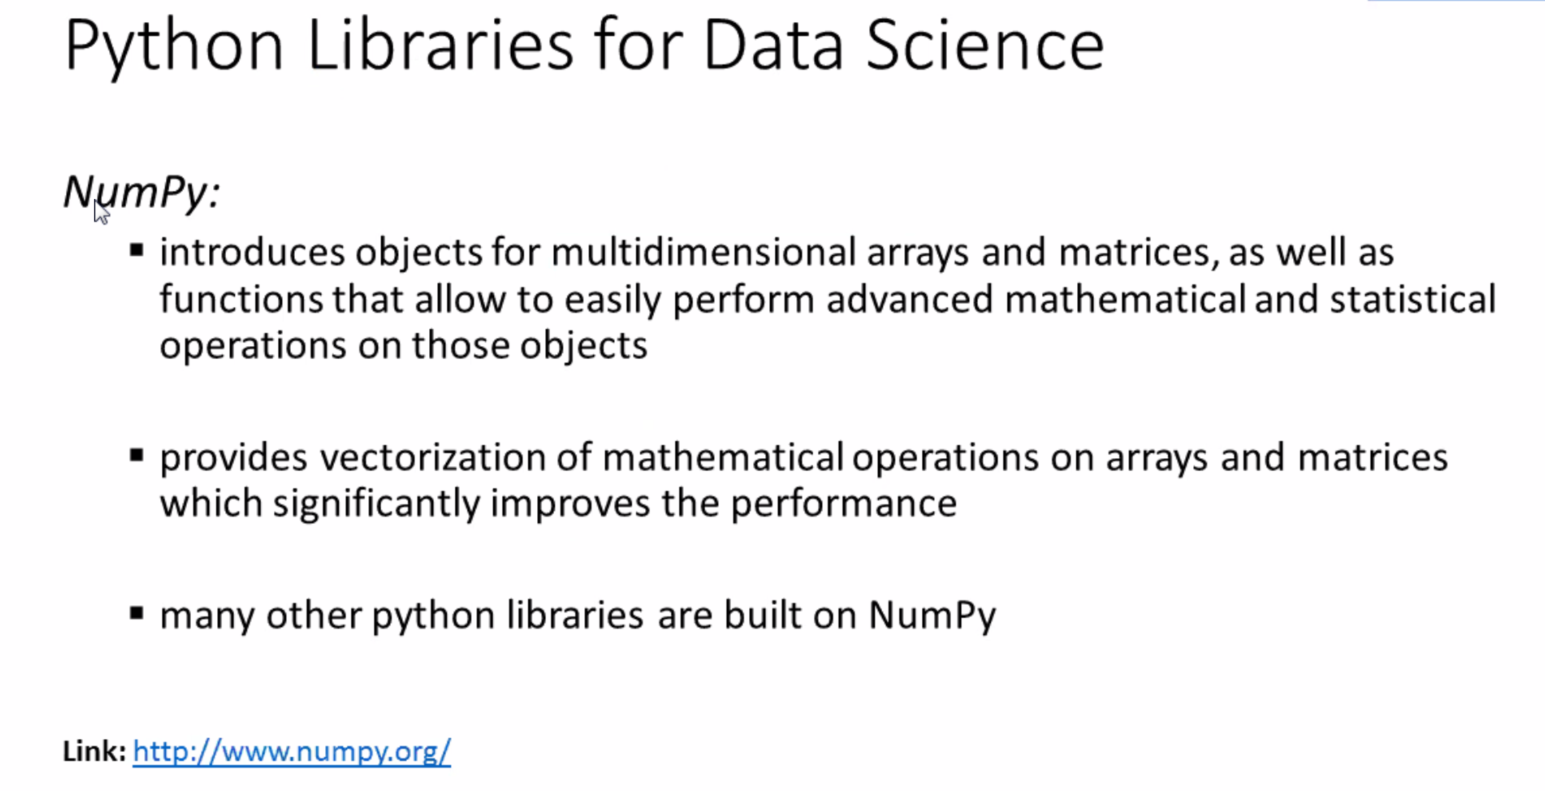 Python Libraries for Data Science
NumPy:
▪ introduces objects for multidimensional arrays and matrices, as well as
functions that allow to easily perform advanced mathematical and statistical
operations on those objects
▪ provides vectorization of mathematical operations on arrays and matrices
which significantly improves the performance
▪ many other python libraries are built on NumPy
Link: http://www.numpy.org/